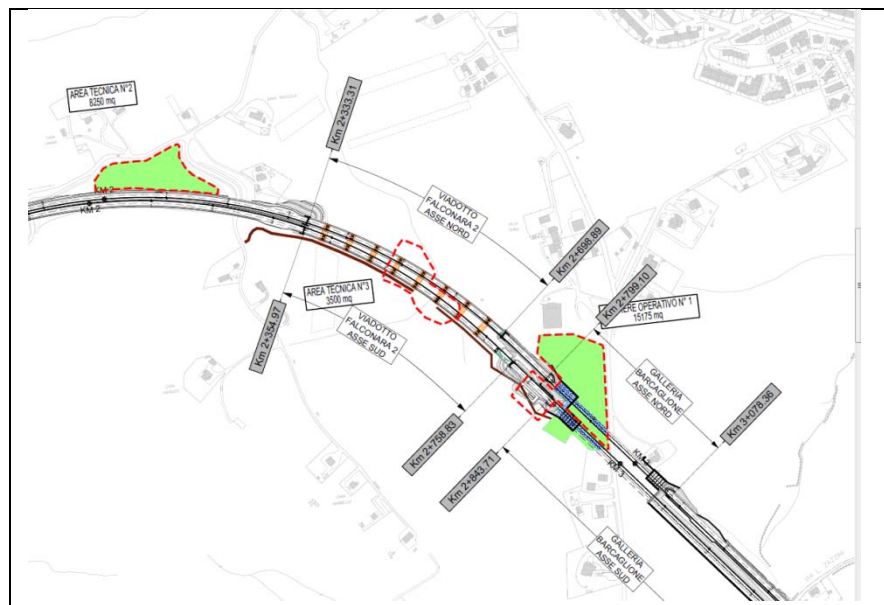 AREA TECNICA N°2
8250 mq
Km 2+333.31
KM 2
KM 2
VIADOTTO
FALCONARA 2
ASSE NORD
Km 2+698.89
Km 2+799.10
AREA TECNICA N°3
3500 mq
ERE OPERATIVO N° 1
15175 mq
Km 2+354.97
VIADOTTO
FALCONARA 2
ASSE SUD
GALLERIA
BARCAGLIONE
ASSE NORD
Km 3+078.36
Km 2+758.83
Km 2+843.71
KM 3
GALLERIA
BARCAGLIONE
ASSE SUD